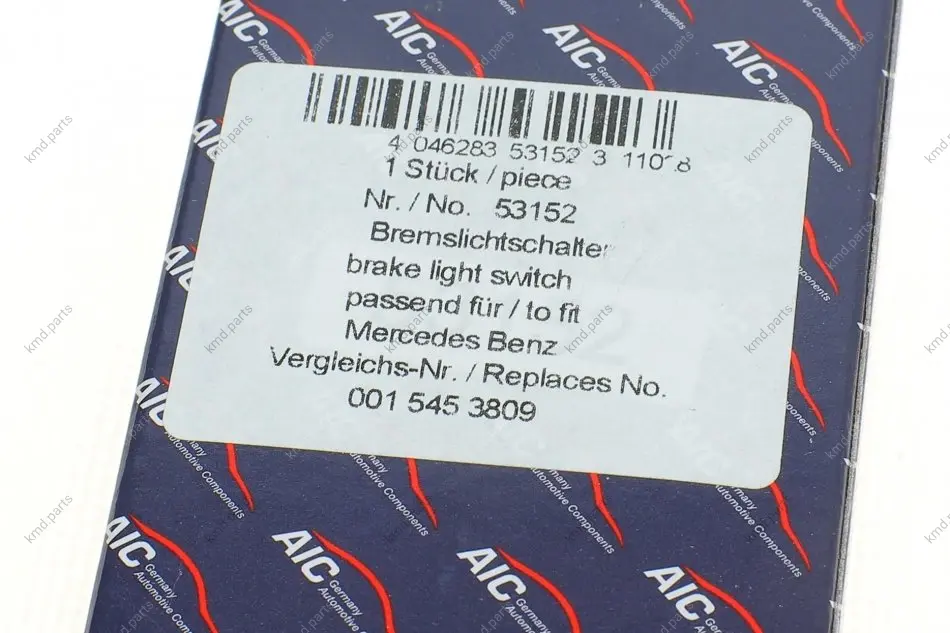 4 046283 53152 3
1 Stück / piece
Nr. / No. 53152
Bremslichtschalter
brake light switch
passend für / to fit
Mercedes Benz
Vergleichs-Nr. / Replaces No.
001 545 3809
AIC
Germany
Automotive Components
kmd.parts